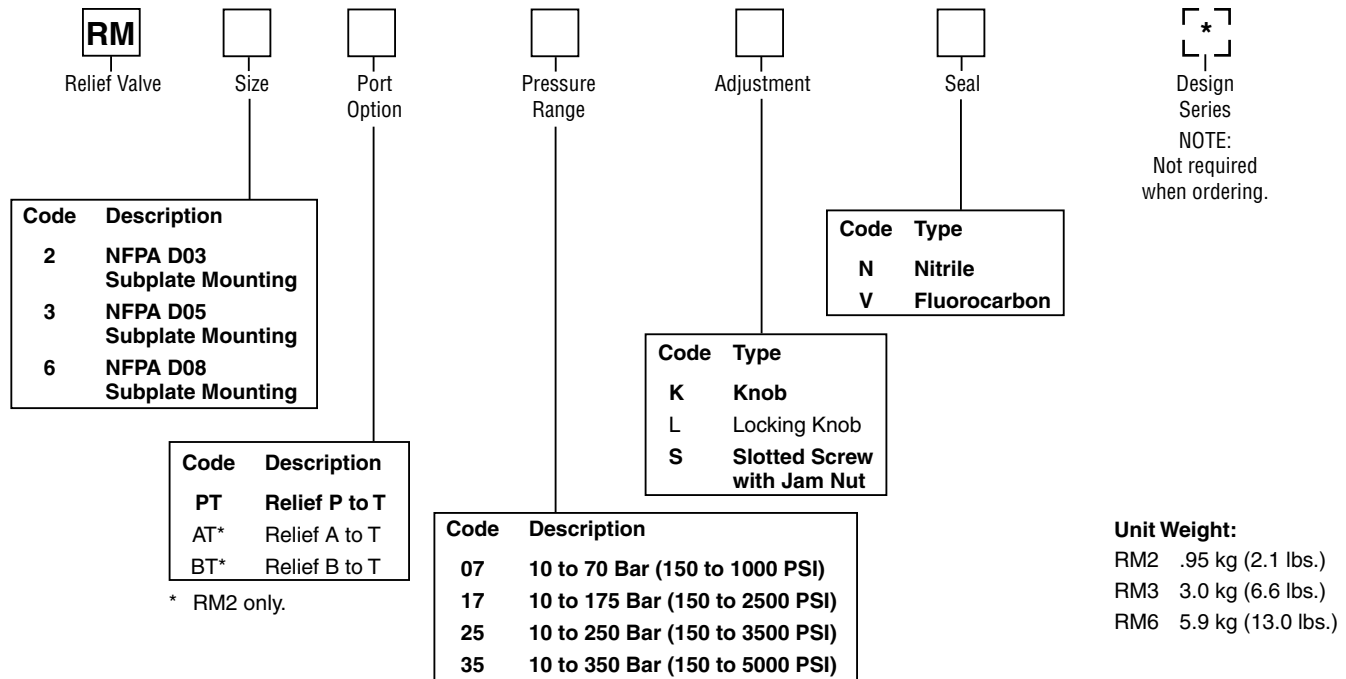 RM
*
Relief Valve
Size
Port
Option
Pressure
Range
Adjustment
Seal
Design
Series
NOTE:
Not required
when ordering.
Code Description
2 NFPA D03
Subplate Mounting
3 NFPA D05
Subplate Mounting
6 NFPA D08
Subplate Mounting
Code Type
N Nitrile
V Fluorocarbon
Code Type
K Knob
L Locking Knob
S Slotted Screw
with Jam Nut
Code Description
PT Relief P to T
AT* Relief A to T
BT* Relief B to T
* RM2 only.
Code Description
07 10 to 70 Bar (150 to 1000 PSI)
17 10 to 175 Bar (150 to 2500 PSI)
25 10 to 250 Bar (150 to 3500 PSI)
35 10 to 350 Bar (150 to 5000 PSI)
Unit Weight:
RM2 .95 kg (2.1 lbs.)
RM3 3.0 kg (6.6 lbs.)
RM6 5.9 kg (13.0 lbs.)